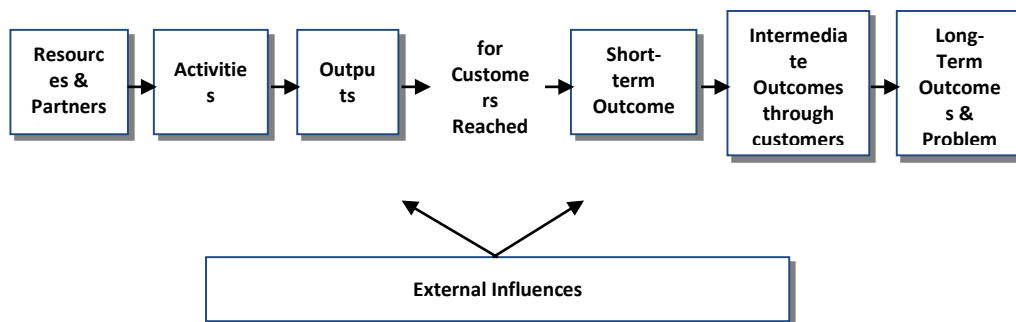 Resourc
es &
Partners
Activitie
s
Outpu
ts
for
Custome
rs
Reached
Short-
term
Outcome
Intermedia
te
Outcomes
through
customers
Long-
Term
Outcome
s &
Problem
External Influences